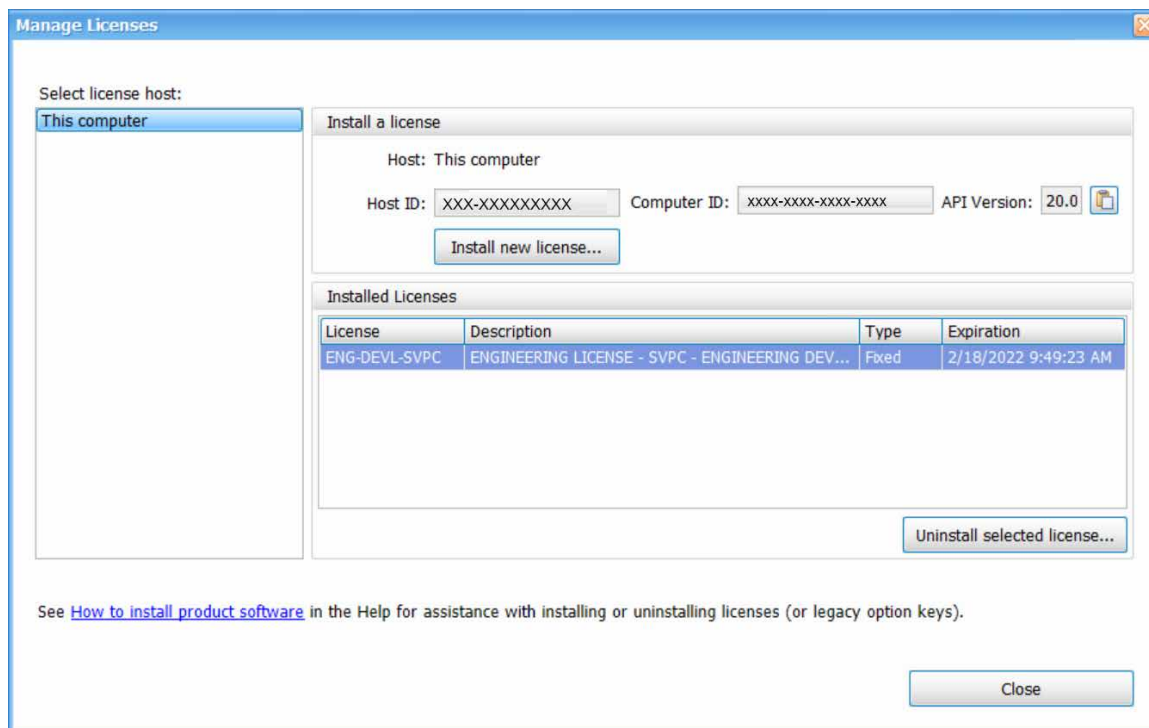 Manage Licenses
Select license host:
This computer
Install a license
Host: This computer
Host ID: XXX-XXXXXXXXX Computer ID: xxxx-xxxx-xxxx-xxxx API Version: 20.0
Install new license...
Installed Licenses
License Description Type Expiration
ENG-DEVL-SVPC ENGINEERING LICENSE - SVPC - ENGINEERING DEV... Fixed 2/18/2022 9:49:23 AM
Uninstall selected license...
See How to install product software in the Help for assistance with installing or uninstalling licenses (or legacy option keys).
Close